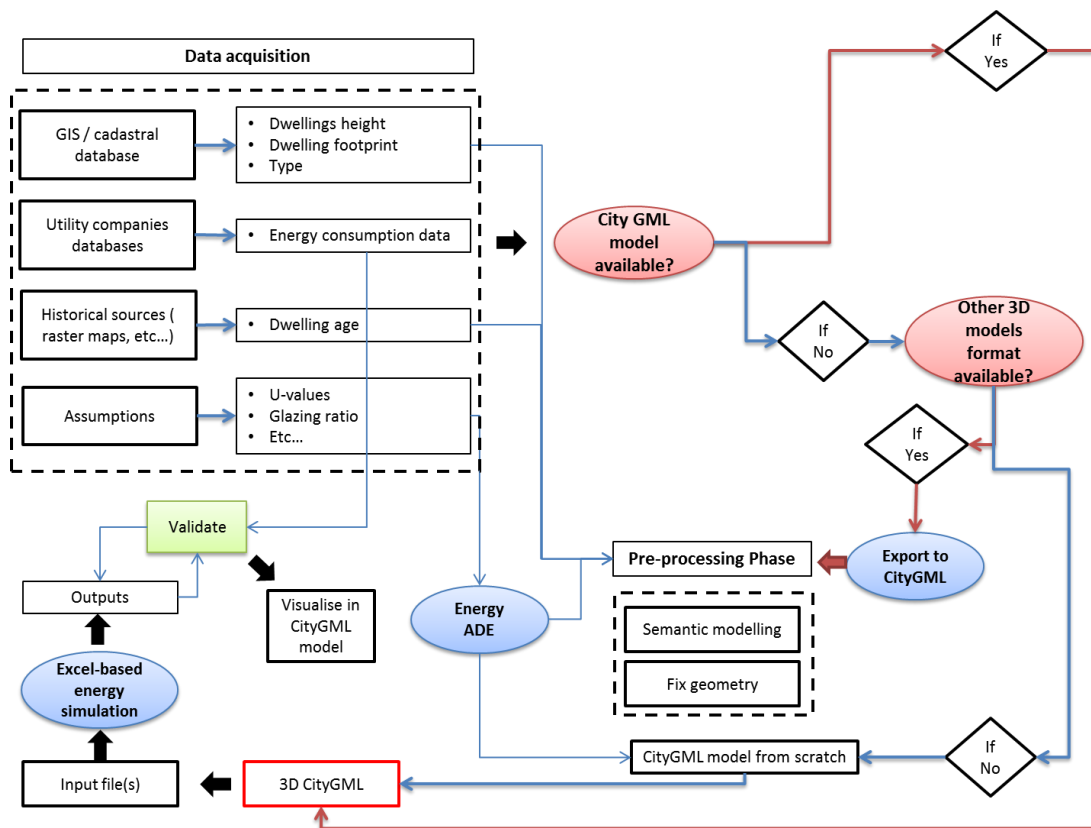 Data acquisition
GIS / cadastral
database
• Dwellings height
• Dwelling footprint
• Type
Utility companies
databases
• Energy consumption data
Historical sources (
raster maps, etc...)
• Dwelling age
Assumptions
• U-values
• Glazing ratio
• Etc...
If
Yes
City GML
model
available?
If
No
Other 3D
models
format
available?
If
Yes
Export to
CityGML
Pre-processing Phase
Semantic modelling
Fix geometry
Validate
Outputs
Visualise in
CityGML
model
Energy
ADE
Excel-based
energy
simulation
If
No
CityGML model from scratch
3D CityGML
Input file(s)